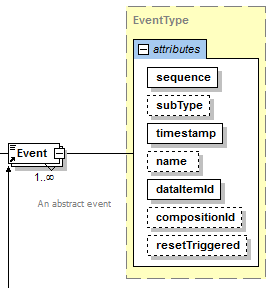 EventType
attributes
sequence
subType
timestamp
name
dataItemId
compositionId
resetTriggered
Event
1..∞
An abstract event